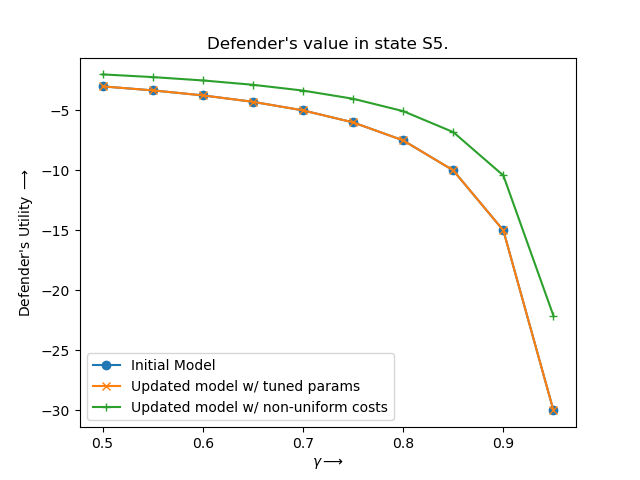 Defender's value in state S5.
Defender's Utility ⟶
−5
−10
−15
−20
−25
−30
Initial Model
Updated model w/ tuned params
Updated model w/ non-uniform costs
0.5 0.6 0.7 0.8 0.9
γ⟶